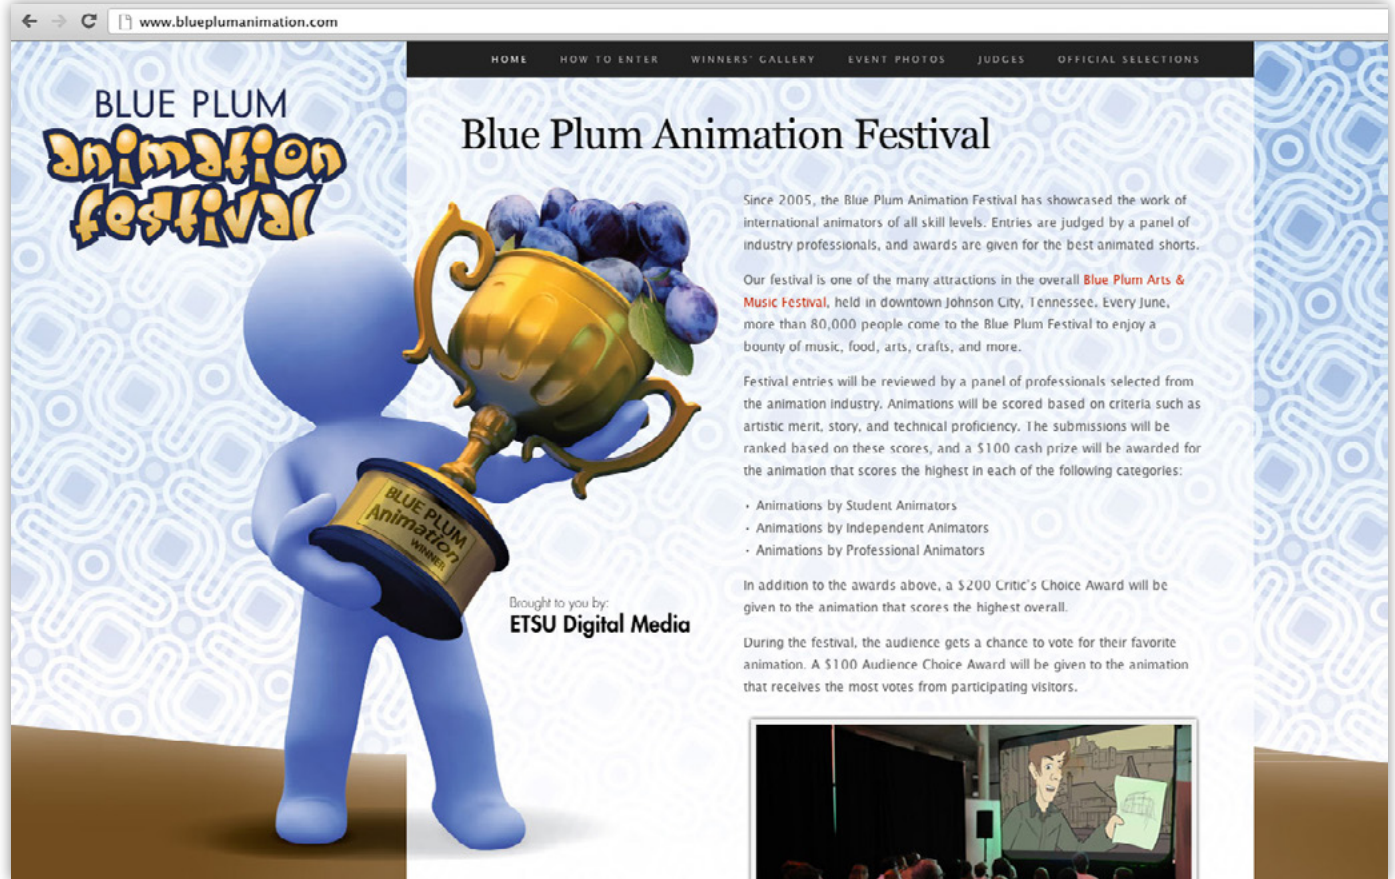 www.blueplumanimation.com
HOME HOW TO ENTER WINNERS' GALLERY EVENT PHOTOS JUDGES OFFICIAL SELECTIONS
BLUE PLUM
animation
festival
Blue Plum Animation Festival
Since 2005, the Blue Plum Animation Festival has showcased the work of
international animators of all skill levels. Entries are judged by a panel of
industry professionals, and awards are given for the best animated shorts.
Our festival is one of the many attractions in the overall Blue Plum Arts &
Music Festival, held in downtown Johnson City, Tennessee. Every June,
more than 80,000 people come to the Blue Plum Festival to enjoy a
bounty of music, food, arts, crafts, and more.
Festival entries will be reviewed by a panel of professionals selected from
the animation industry. Animations will be scored based on criteria such as
artistic merit, story, and technical proficiency. The submissions will be
ranked based on these scores, and a $100 cash prize will be awarded for
the animation that scores the highest in each of the following categories:
• Animations by Student Animators
• Animations by Independent Animators
• Animations by Professional Animators
In addition to the awards above, a $200 Critic's Choice Award will be
given to the animation that scores the highest overall.
During the festival, the audience gets a chance to vote for their favorite
animation. A $100 Audience Choice Award will be given to the animation
that receives the most votes from participating visitors.
BLUE PLUM
Animation
WINNER
Brought to you by:
ETSU Digital Media